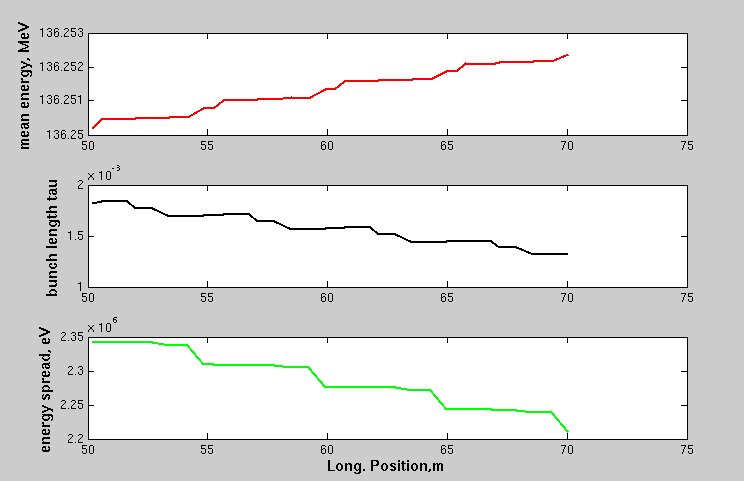 136.253
136.252
136.251
136.25
mean energy, MeV
50 55 60 65 70 75
× 10⁻³
2
1.5
1
bunch length tau
50 55 60 65 70 75
× 10⁶
2.35
2.3
2.25
2.2
energy spread, eV
50 55 60 65 70 75
Long. Position,m